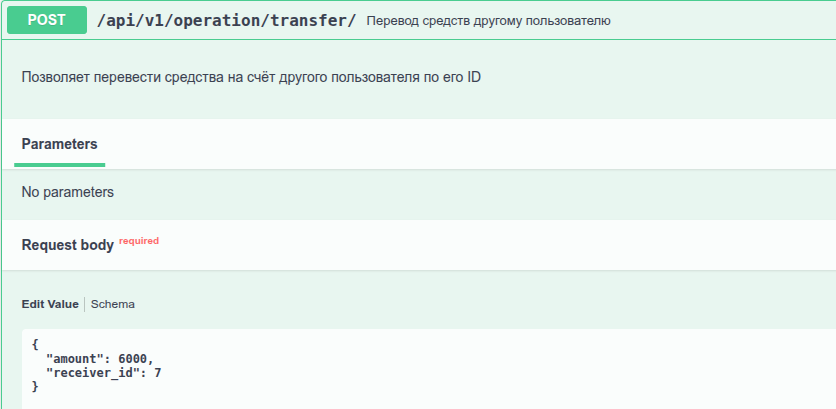 POST /api/v1/operation/transfer/ Перевод средств другому пользователю
Позволяет перевести средства на счёт другого пользователя по его ID
Parameters
No parameters
Request body required
Edit Value | Schema
{
"amount": 6000,
"receiver_id": 7
}